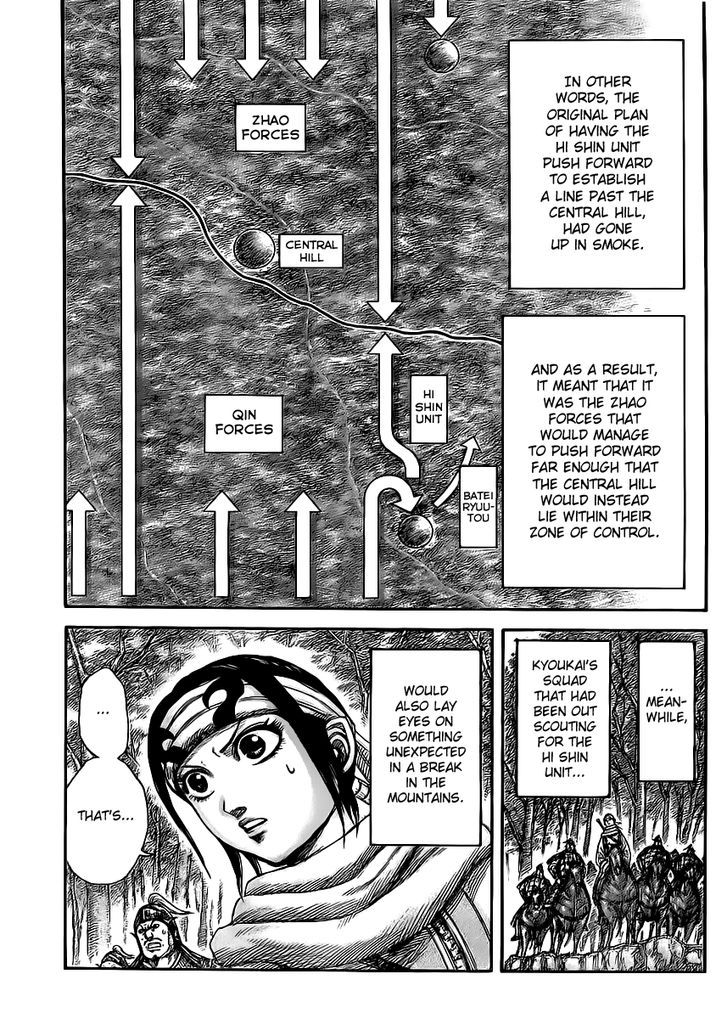 IN OTHER
WORDS, THE
ORIGINAL PLAN
OF HAVING THE
HI SHIN UNIT
PUSH FORWARD
TO ESTABLISH
A LINE PAST THE
CENTRAL HILL,
HAD GONE
UP IN SMOKE.
ZHAO
FORCES
CENTRAL
HILL
AND AS A RESULT,
IT MEANT THAT IT
WAS THE ZHAO
FORCES THAT
WOULD MANAGE
TO PUSH FORWARD
FAR ENOUGH THAT
THE CENTRAL HILL
WOULD INSTEAD
LIE WITHIN THEIR
ZONE OF CONTROL.
HI
SHIN
UNIT
QIN
FORCES
BATEI
RYUU-
TOU
...
MEAN-
WHILE,
KYOUKAI'S
SQUAD
THAT HAD
BEEN OUT
SCOUTING
FOR THE
HI SHIN
UNIT...
WOULD
ALSO LAY
EYES ON
SOMETHING
UNEXPECTED
IN A BREAK
IN THE
MOUNTAINS.
...
THAT'S...